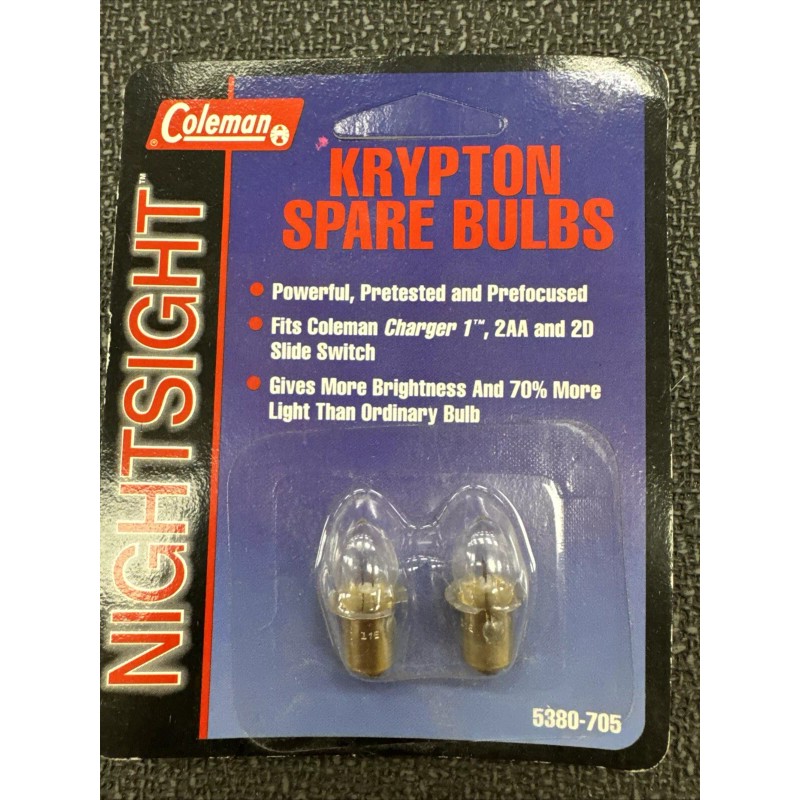 Coleman®
NIGHTSIGHT™
KRYPTON
SPARE BULBS
• Powerful, Pretested and Prefocused
• Fits Coleman Charger 1™, 2AA and 2D
Slide Switch
• Gives More Brightness And 70% More
Light Than Ordinary Bulb
5380-705